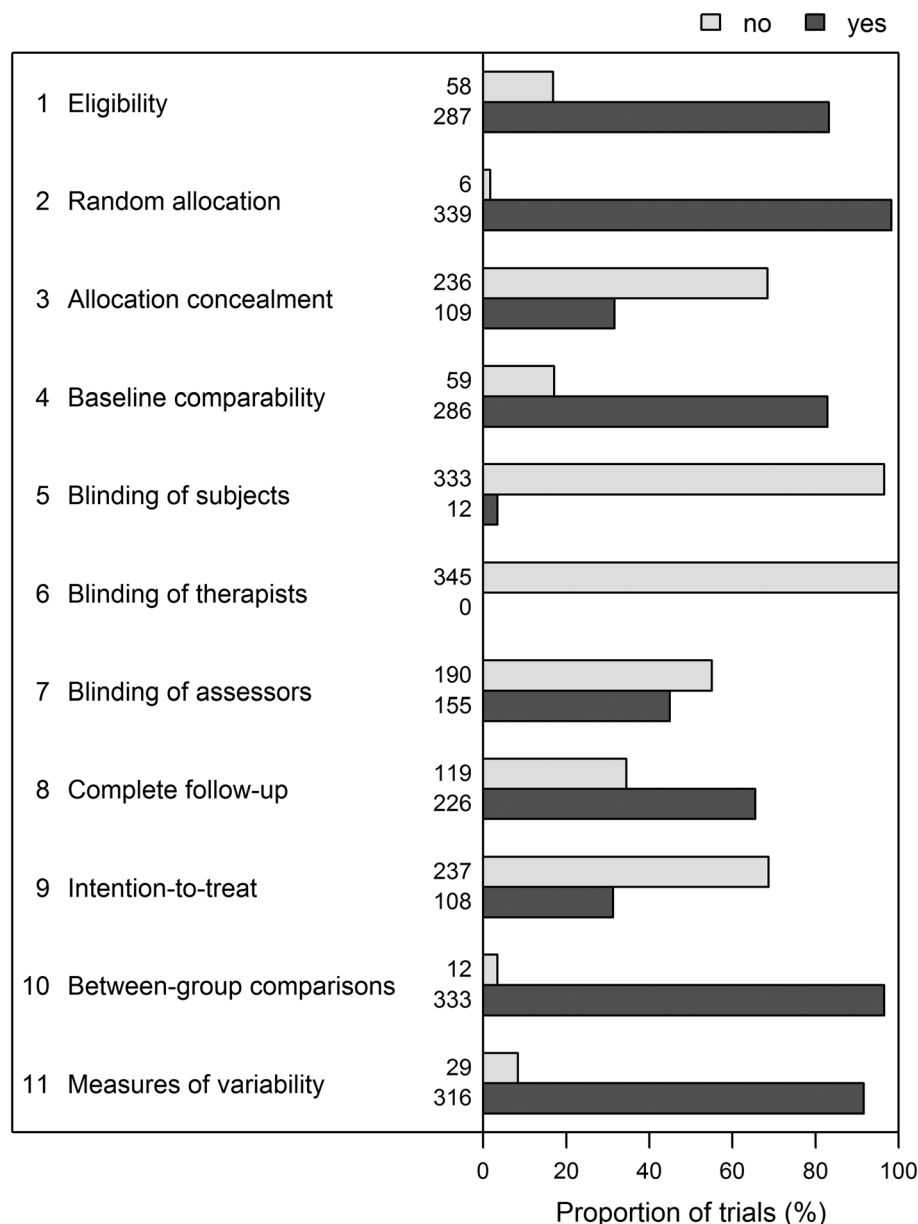 no yes
58
1 Eligibility
287
6
2 Random allocation
339
236
3 Allocation concealment
109
59
4 Baseline comparability
286
333
5 Blinding of subjects
12
345
6 Blinding of therapists
0
190
7 Blinding of assessors
155
119
8 Complete follow-up
226
237
9 Intention-to-treat
108
12
10 Between-group comparisons
333
29
11 Measures of variability
316
0 20 40 60 80 100
Proportion of trials (%)